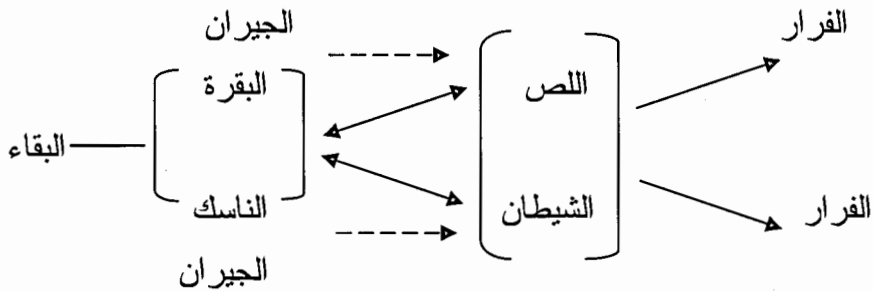 الفرار
الجيران
اللص
البقرة
البقاء
الشيطان
الناسك
الفرار
الجيران